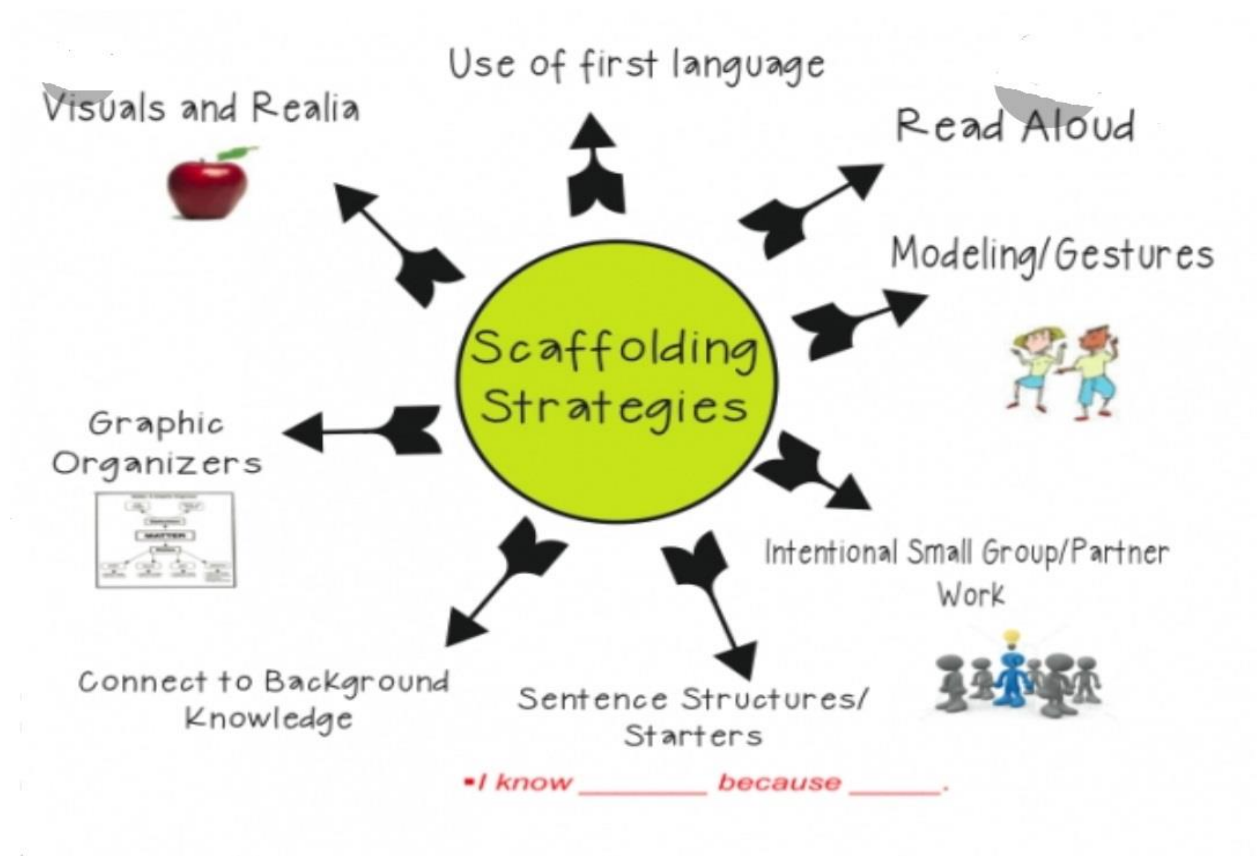 Use of first language
Visuals and Realia
Read Aloud
Modeling/Gestures
Scaffolding
Strategies
Graphic
Organizers
MATTER
Intentional Small Group/Partner
Work
Connect to Background
Knowledge
Sentence Structures/
Starters
▪I know _______ because _____.